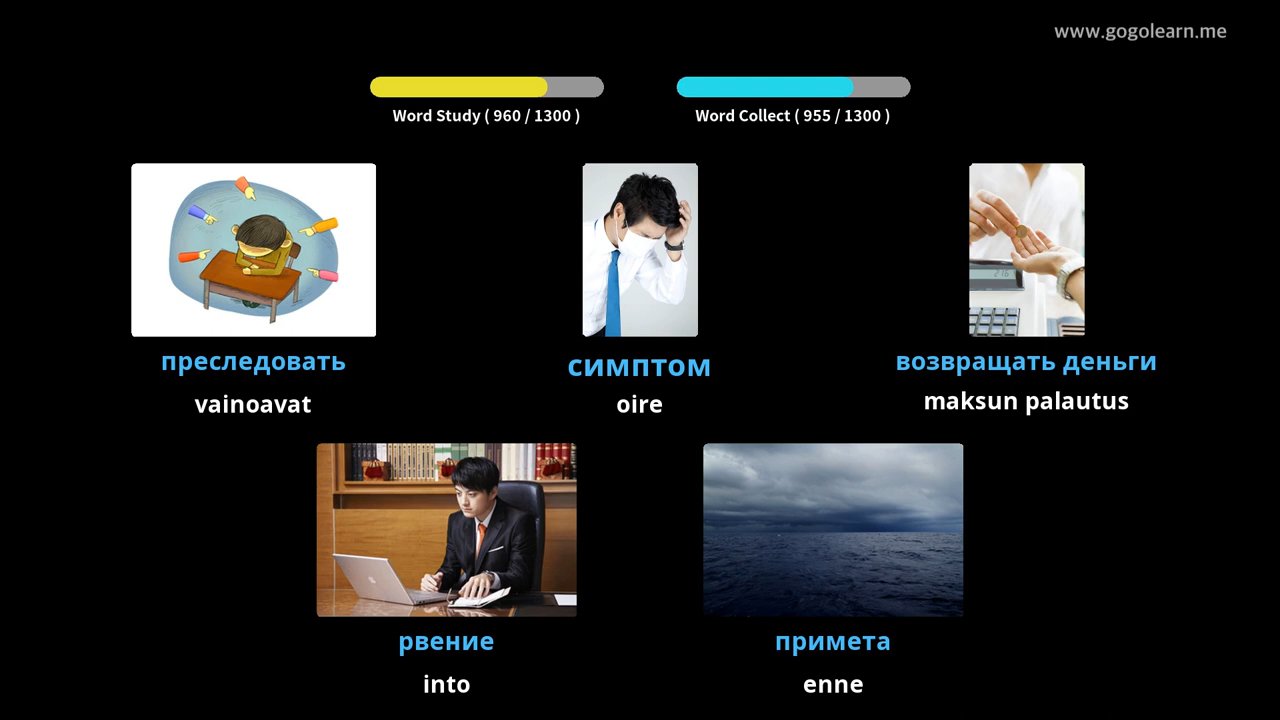 www.gogolearn.me
Word Study ( 960 / 1300 )
Word Collect ( 955 / 1300 )
преследовать
vainoavat
симптом
oire
возвращать деньги
maksun palautus
рвение
into
примета
enne